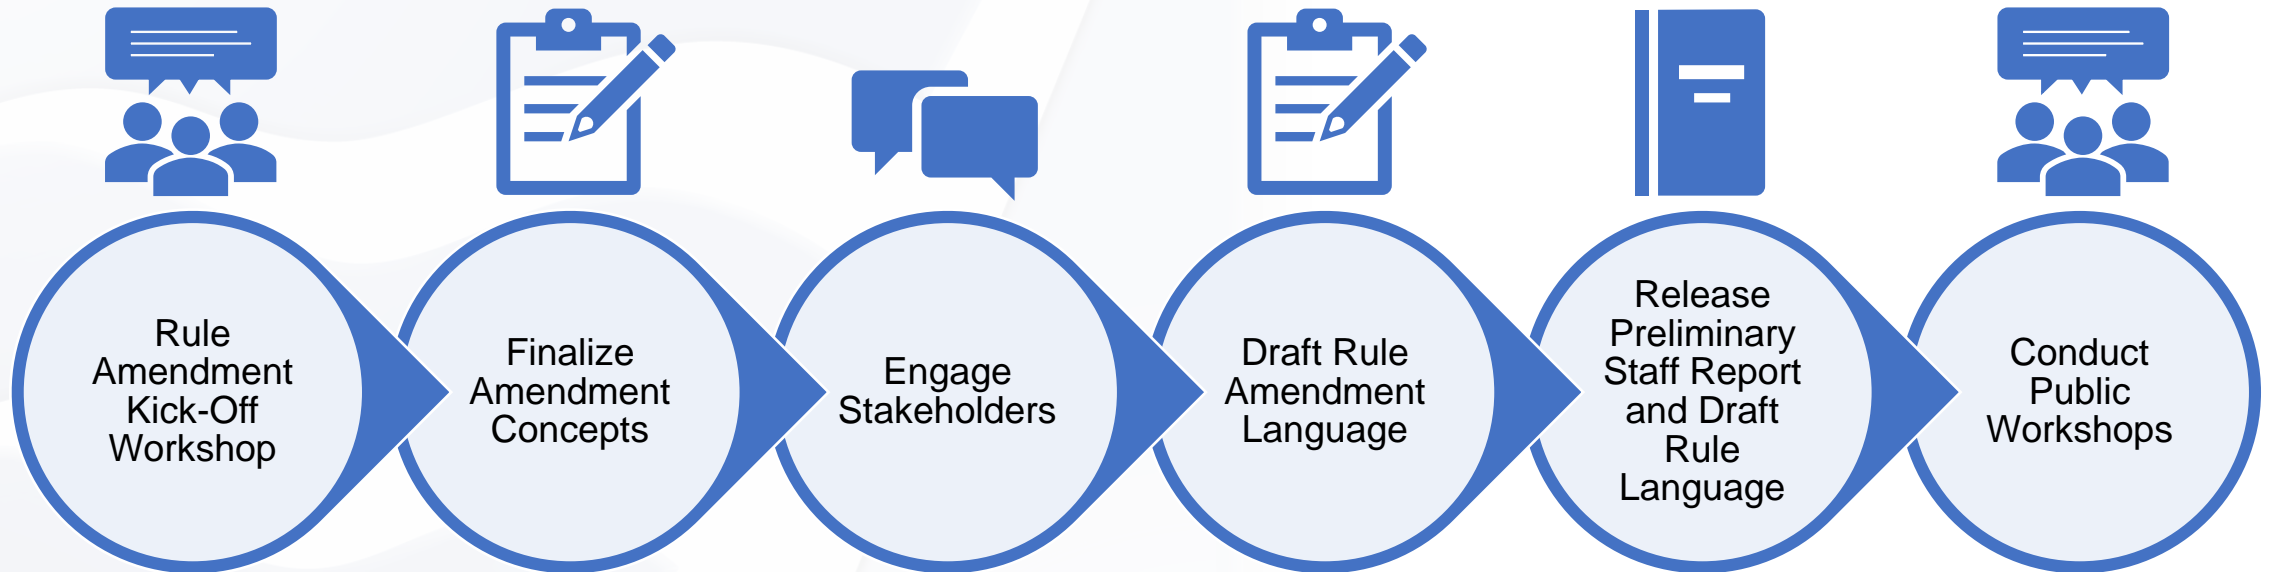 Rule
Amendment
Kick-Off
Workshop
Finalize
Amendment
Concepts
Engage
Stakeholders
Draft Rule
Amendment
Language
Release
Preliminary
Staff Report
and Draft
Rule
Language
Conduct
Public
Workshops